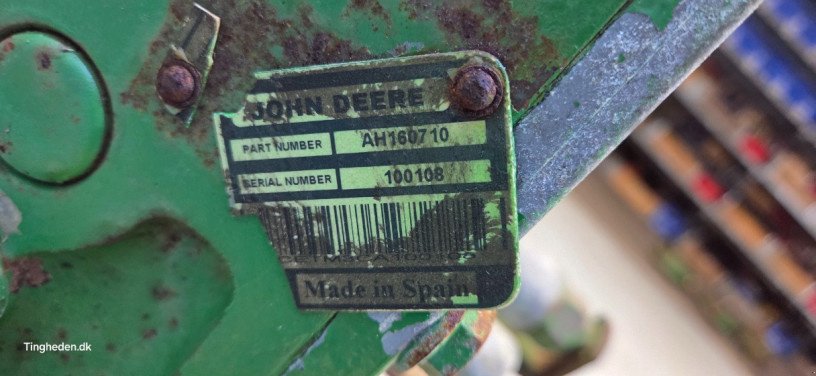 JOHN DEERE
PART NUMBER AH160710
SERIAL NUMBER 100108
Made in Spain
Tingheden.dk